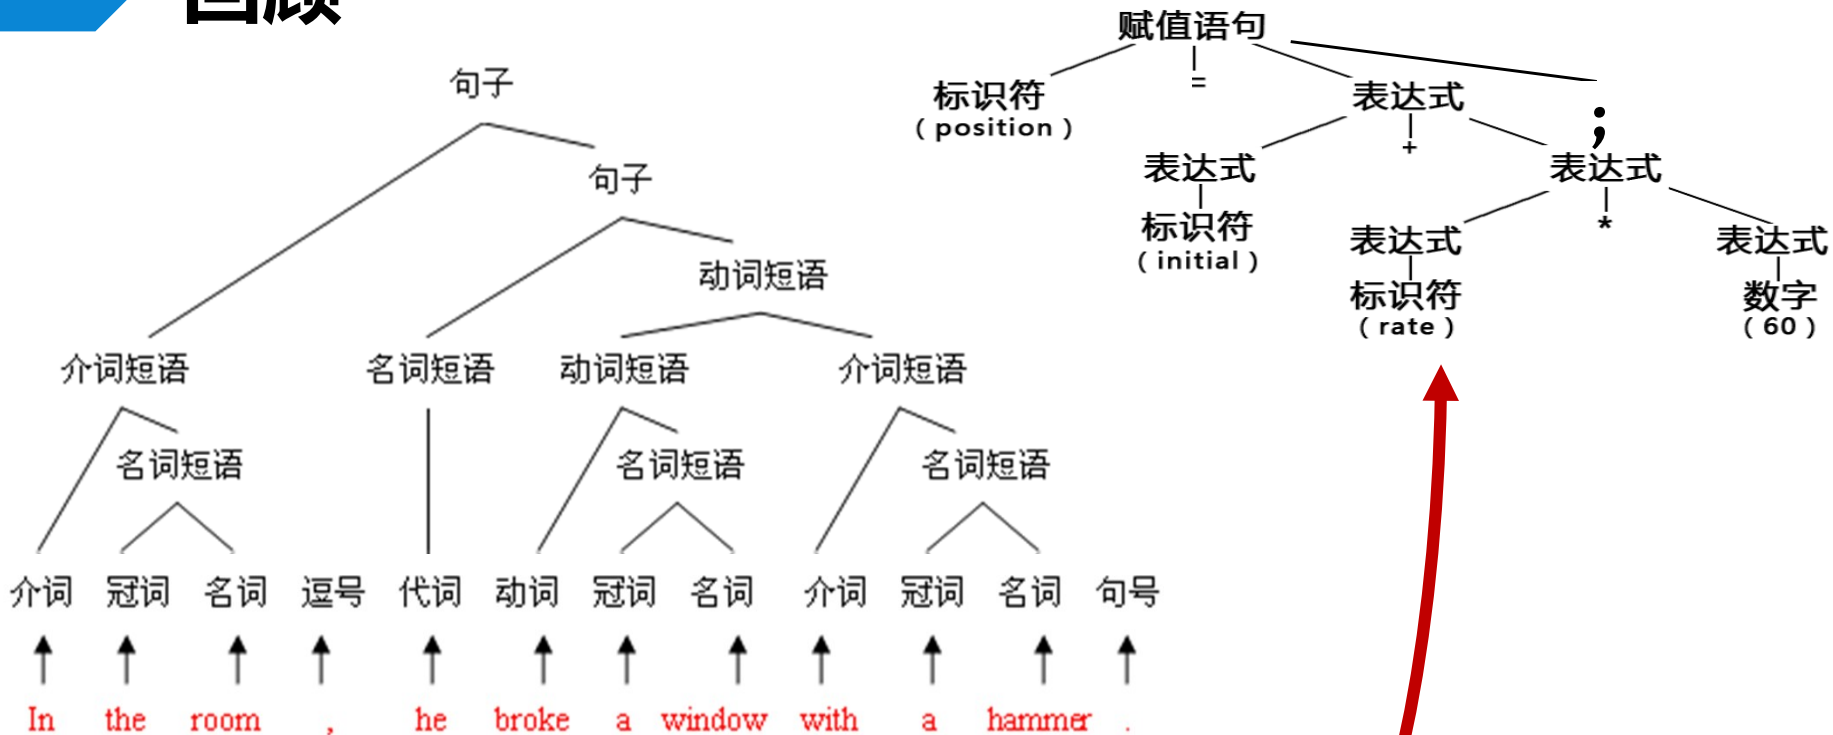 回顾
句子
句子
动词短语
介词短语 名词短语 动词短语 介词短语
名词短语 名词短语 名词短语
介词 冠词 名词 逗号 代词 动词 冠词 名词 介词 冠词 名词 句号
In the room , he broke a window with a hammer .
赋值语句
标识符 = 表达式 ;
(position)
表达式 + 表达式
标识符
(initial)
表达式 * 表达式
标识符 数字
(rate) (60)